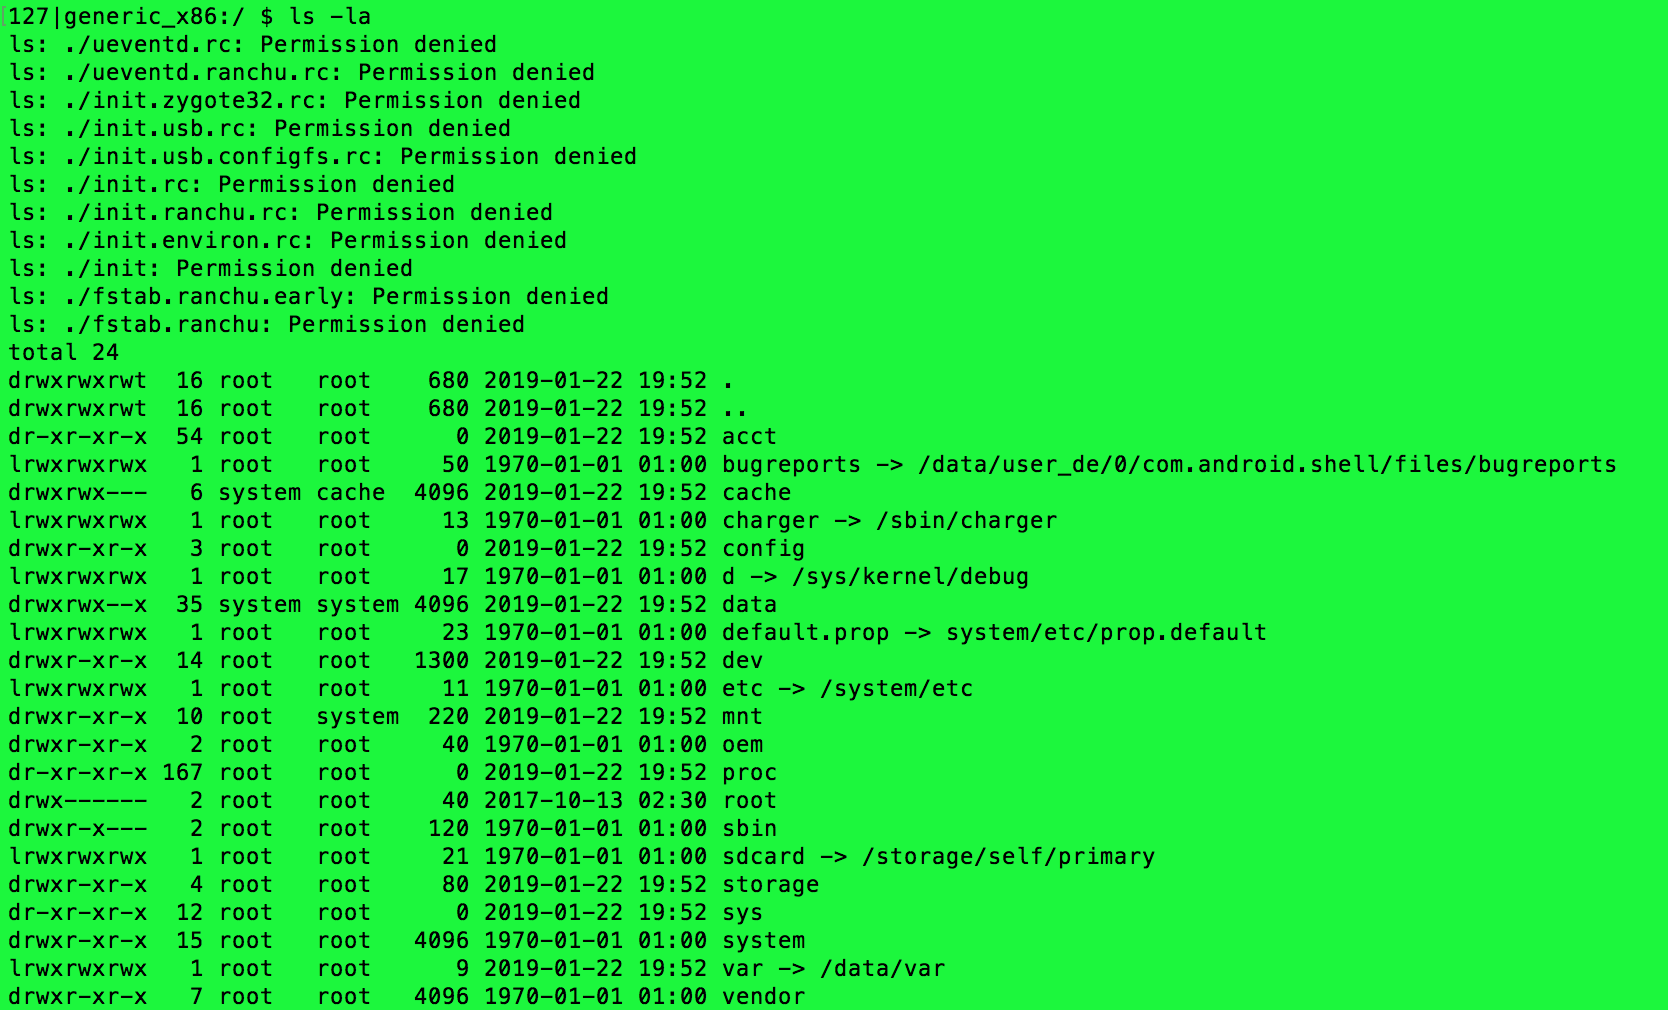 [127|generic_x86:/ $ ls -la
ls: ./ueventd.rc: Permission denied
ls: ./ueventd.ranchu.rc: Permission denied
ls: ./init.zygote32.rc: Permission denied
ls: ./init.usb.rc: Permission denied
ls: ./init.usb.configfs.rc: Permission denied
ls: ./init.rc: Permission denied
ls: ./init.ranchu.rc: Permission denied
ls: ./init.environ.rc: Permission denied
ls: ./init: Permission denied
ls: ./fstab.ranchu.early: Permission denied
ls: ./fstab.ranchu: Permission denied
total 24
drwxrwxrwt  16 root   root    680 2019-01-22 19:52 .
drwxrwxrwt  16 root   root    680 2019-01-22 19:52 ..
dr-xr-xr-x  54 root   root      0 2019-01-22 19:52 acct
lrwxrwxrwx   1 root   root     50 1970-01-01 01:00 bugreports -> /data/user_de/0/com.android.shell/files/bugreports
drwxrwx---   6 system cache  4096 2019-01-22 19:52 cache
lrwxrwxrwx   1 root   root     13 1970-01-01 01:00 charger -> /sbin/charger
drwxr-xr-x   3 root   root      0 2019-01-22 19:52 config
lrwxrwxrwx   1 root   root     17 1970-01-01 01:00 d -> /sys/kernel/debug
drwxrwx--x  35 system system 4096 2019-01-22 19:52 data
lrwxrwxrwx   1 root   root     23 1970-01-01 01:00 default.prop -> system/etc/prop.default
drwxr-xr-x  14 root   root   1300 2019-01-22 19:52 dev
lrwxrwxrwx   1 root   root     11 1970-01-01 01:00 etc -> /system/etc
drwxr-xr-x  10 root   system  220 2019-01-22 19:52 mnt
drwxr-xr-x   2 root   root     40 1970-01-01 01:00 oem
dr-xr-xr-x 167 root   root      0 2019-01-22 19:52 proc
drwx------   2 root   root     40 2017-10-13 02:30 root
drwxr-x---   2 root   root    120 1970-01-01 01:00 sbin
lrwxrwxrwx   1 root   root     21 1970-01-01 01:00 sdcard -> /storage/self/primary
drwxr-xr-x   4 root   root     80 2019-01-22 19:52 storage
dr-xr-xr-x  12 root   root      0 2019-01-22 19:52 sys
drwxr-xr-x  15 root   root   4096 1970-01-01 01:00 system
lrwxrwxrwx   1 root   root      9 2019-01-22 19:52 var -> /data/var
drwxr-xr-x   7 root   root   4096 1970-01-01 01:00 vendor